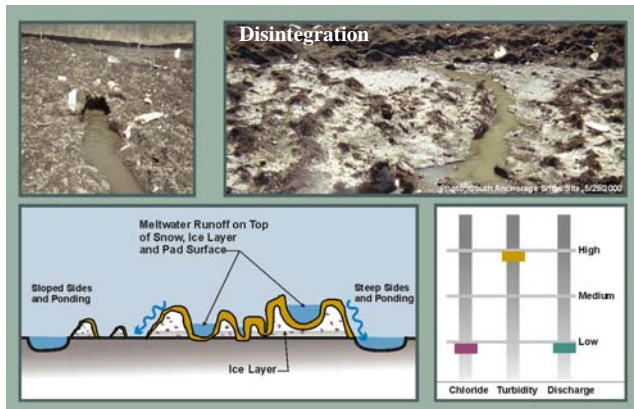 Disintegration
Photo: South Anchorage Snow Site, 5/29/2000
Meltwater Runoff on Top
of Snow, Ice Layer
and Pad Surface
Sloped Sides
and Ponding
Steep Sides
and Ponding
Ice Layer
High
Medium
Low
Chloride Turbidity Discharge